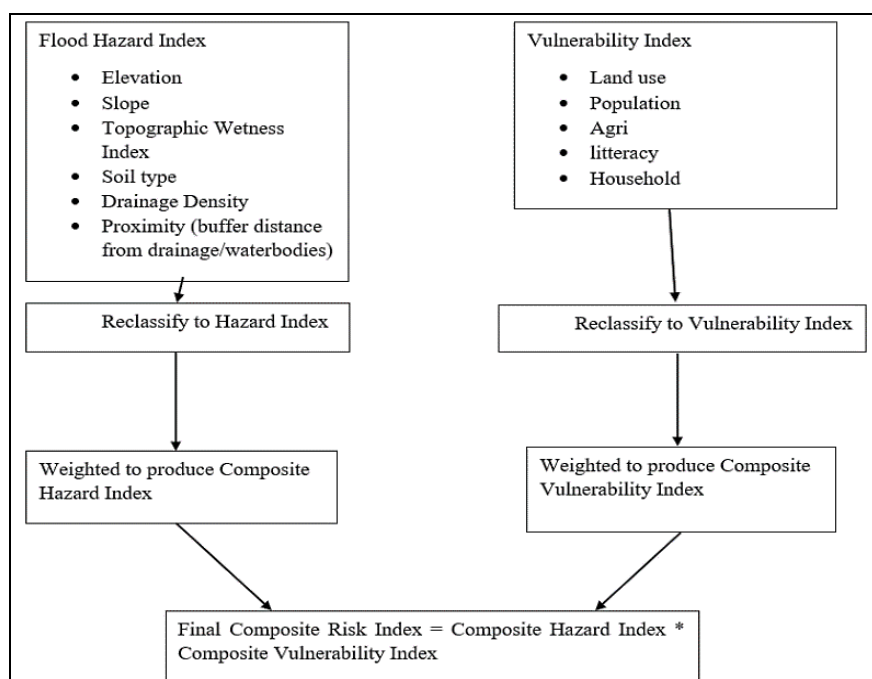 Flood Hazard Index
• Elevation
• Slope
• Topographic Wetness
Index
• Soil type
• Drainage Density
• Proximity (buffer distance
from drainage/waterbodies)
Reclassify to Hazard Index
Weighted to produce Composite
Hazard Index
Vulnerability Index
• Land use
• Population
• Agri
• litteracy
• Household
Reclassify to Vulnerability Index
Weighted to produce Composite
Vulnerability Index
Final Composite Risk Index = Composite Hazard Index *
Composite Vulnerability Index